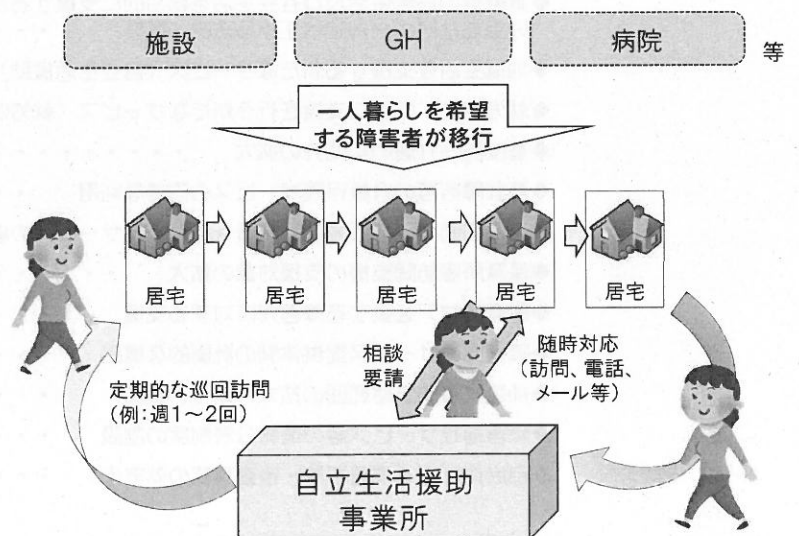 施設
GH
病院
等
一人暮らしを希望
する障害者が移行
居宅
居宅
居宅
居宅
居宅
定期的な巡回訪問
(例:週1~2回)
相談
要請
随時対応
(訪問、電話、
メール等)
自立生活援助
事業所